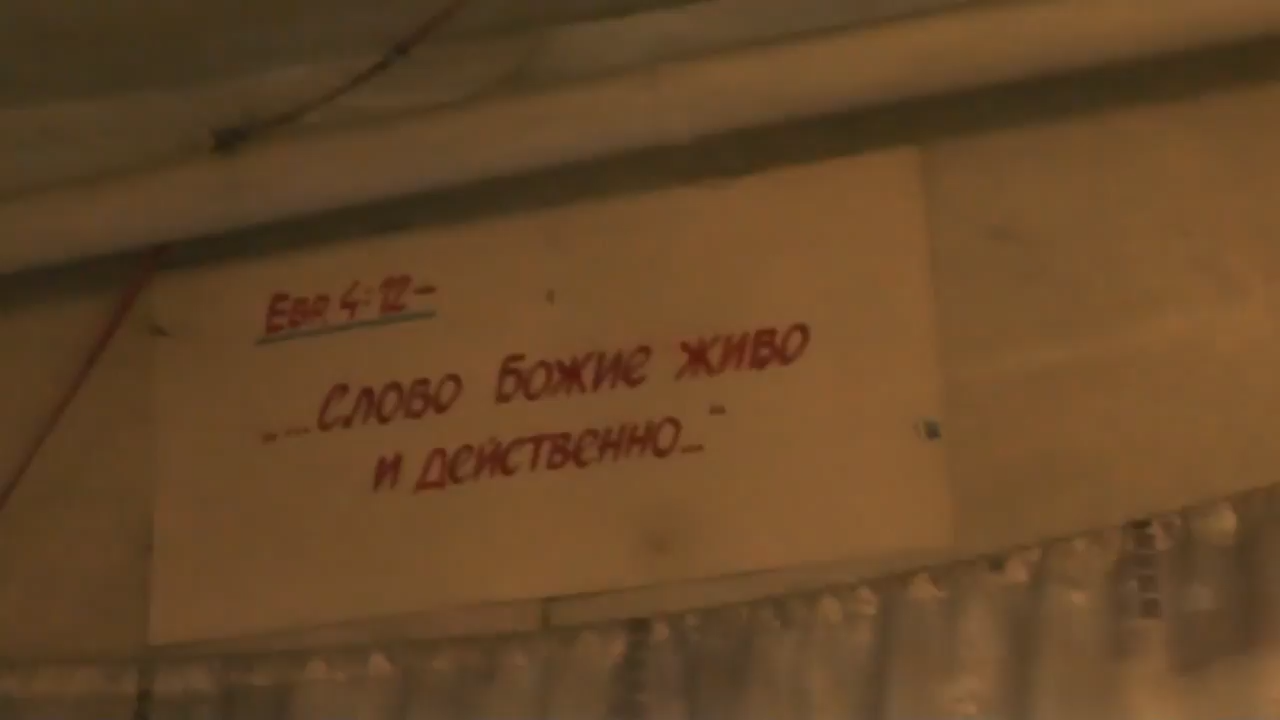 Евр 4:12-
„...Слово Божие живо
и действенно..."